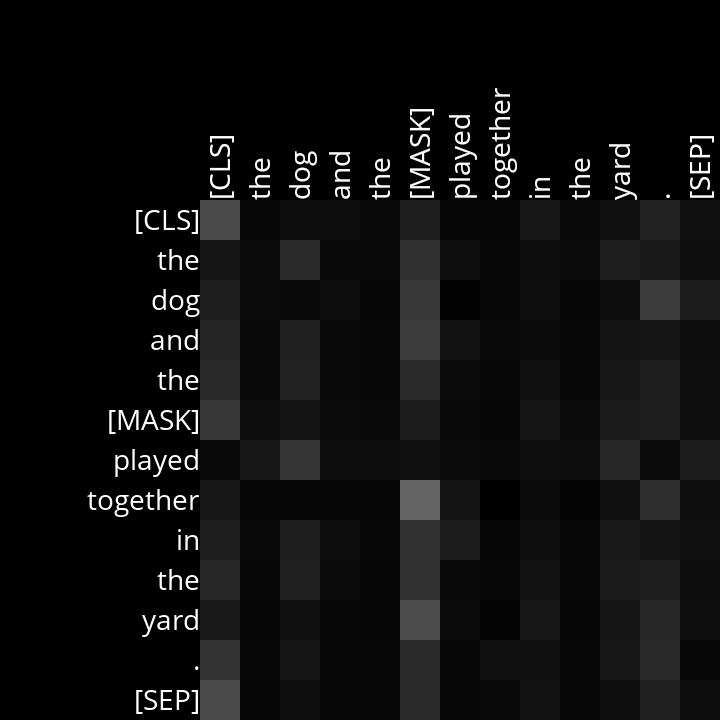 [CLS] the dog and the [MASK] played together in the yard . [SEP]
[CLS]
the
dog
and
the
[MASK]
played
together
in
the
yard
.
[SEP]